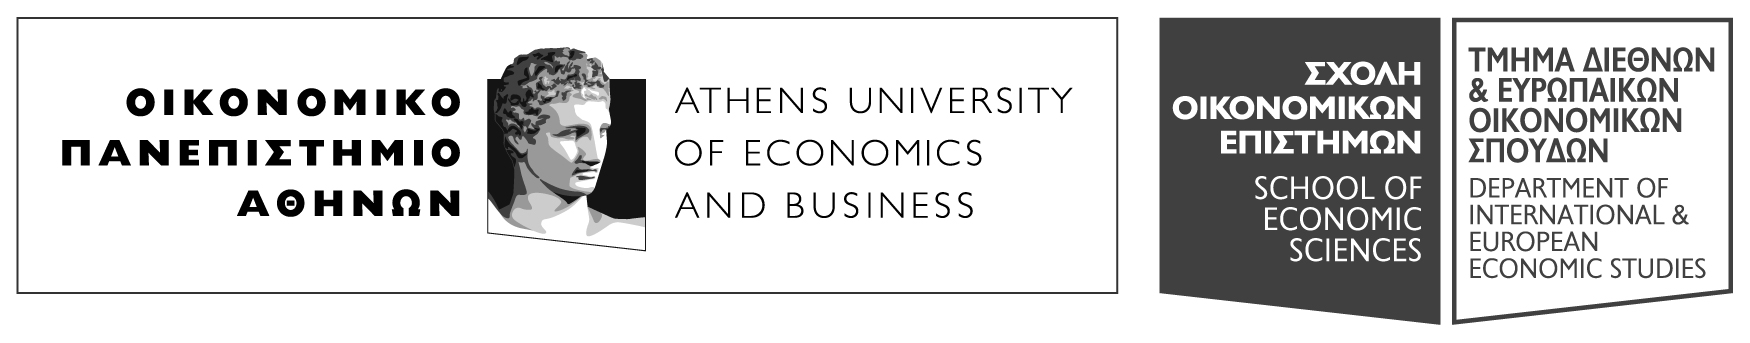 ΟΙΚΟΝΟΜΙΚΟ
ΠΑΝΕΠΙΣΤΗΜΙΟ
ΑΘΗΝΩΝ
ATHENS UNIVERSITY
OF ECONOMICS
AND BUSINESS
ΣΧΟΛΗ
ΟΙΚΟΝΟΜΙΚΩΝ
ΕΠΙΣΤΗΜΩΝ
SCHOOL OF
ECONOMIC
SCIENCES
ΤΜΗΜΑ ΔΙΕΘΝΩΝ
& ΕΥΡΩΠΑΙΚΩΝ
ΟΙΚΟΝΟΜΙΚΩΝ
ΣΠΟΥΔΩΝ
DEPARTMENT OF
INTERNATIONAL &
EUROPEAN
ECONOMIC STUDIES